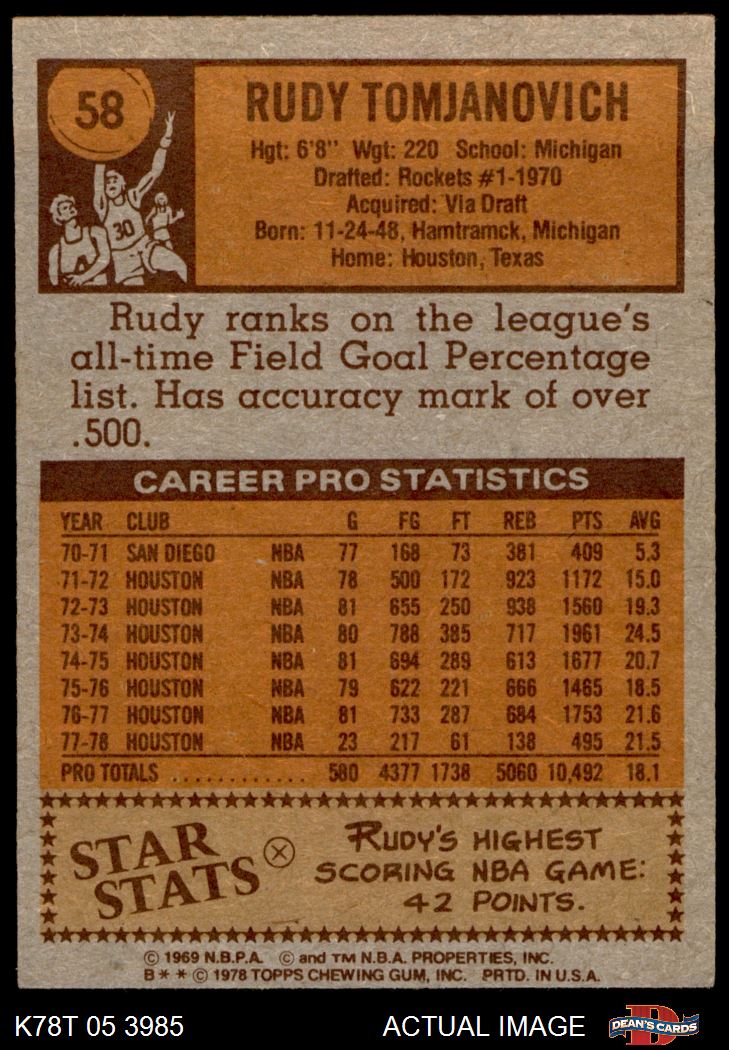 58
RUDY TOMJANOVICH
Hgt: 6'8" Wgt: 220 School: Michigan
Drafted: Rockets #1-1970
Acquired: Via Draft
Born: 11-24-48, Hamtramck, Michigan
Home: Houston, Texas
30
Rudy ranks on the league's
all-time Field Goal Percentage
list. Has accuracy mark of over
.500.
CAREER PRO STATISTICS
YEAR CLUB G FG FT REB PTS AVG
70-71 SAN DIEGO NBA 77 168 73 381 409 5.3
71-72 HOUSTON NBA 78 500 172 923 1172 15.0
72-73 HOUSTON NBA 81 655 250 938 1560 19.3
73-74 HOUSTON NBA 80 788 385 717 1961 24.5
74-75 HOUSTON NBA 81 694 289 613 1677 20.7
75-76 HOUSTON NBA 79 622 221 666 1465 18.5
76-77 HOUSTON NBA 81 733 287 684 1753 21.6
77-78 HOUSTON NBA 23 217 61 138 495 21.5
PRO TOTALS ............ 580 4377 1738 5060 10,492 18.1
STAR
STATS
RUDY'S HIGHEST
SCORING NBA GAME:
42 POINTS.
© 1969 N.B.P.A. © and TM N.B.A. PROPERTIES, INC.
B * * © 1978 TOPPS CHEWING GUM, INC. PRTD. IN U.S.A.
K78T 05 3985 ACTUAL IMAGE DEAN'S CARDS